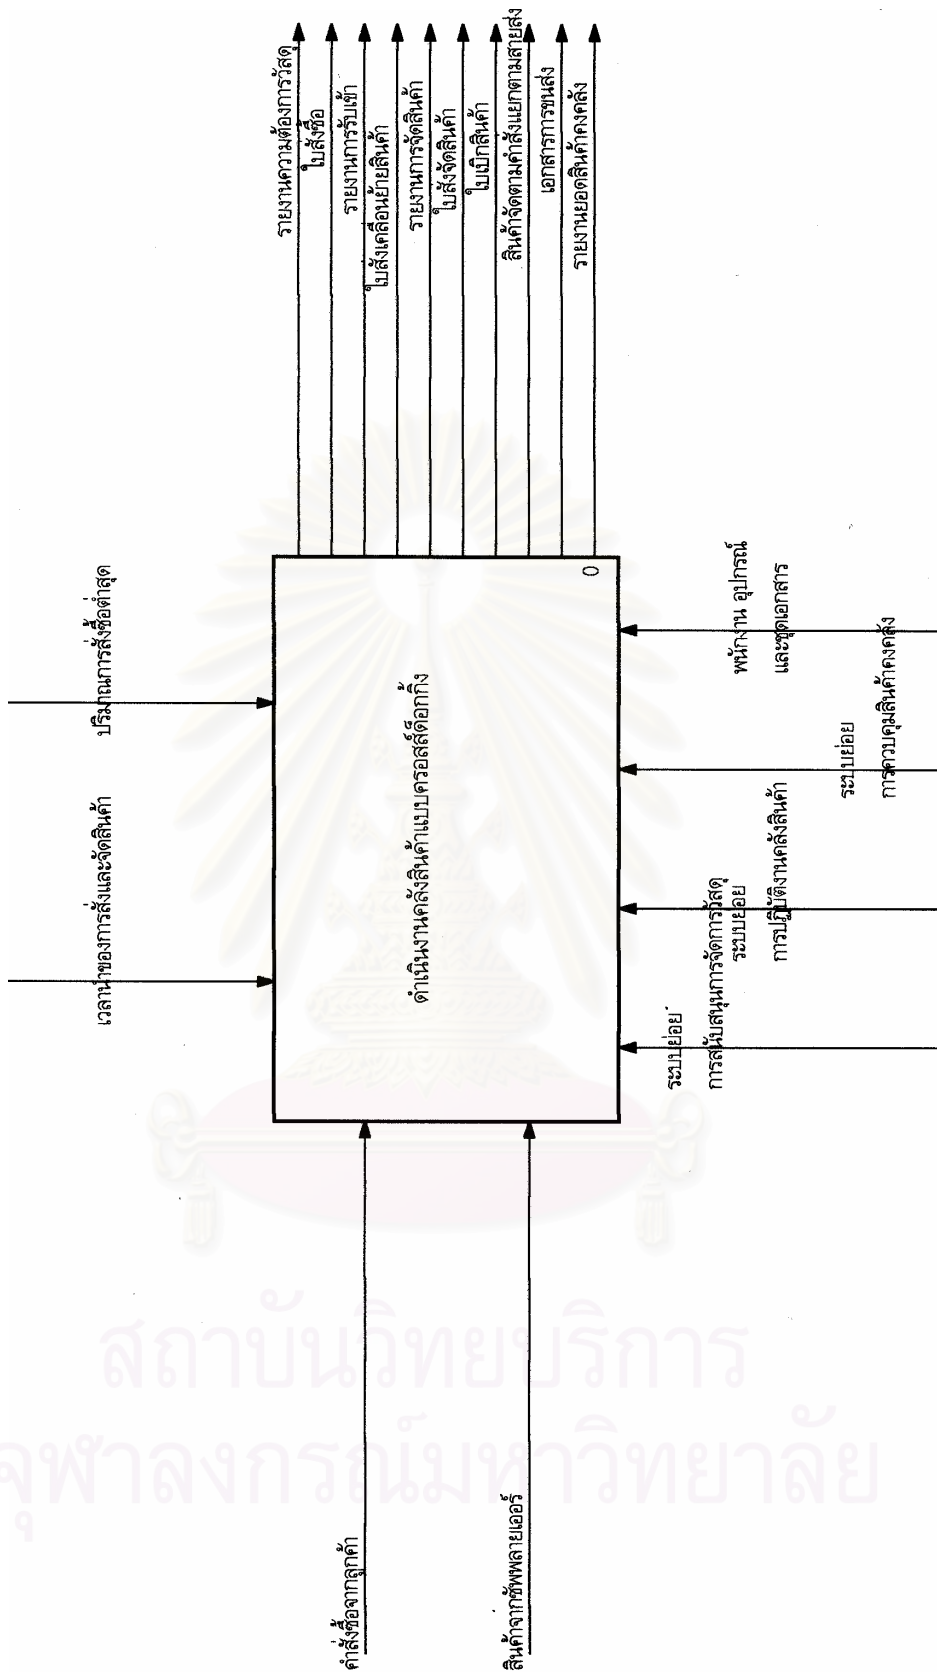 เวลานำของการสั่งและจัดสินค้า
ปริมาณการสั่งซื้อต่ำสุด
รายงานความต้องการวัสดุ
ใบสั่งซื้อ
รายงานการรับเข้า
ใบสั่งเคลื่อนย้ายสินค้า
รายงานการจัดสินค้า
ใบสั่งจัดสินค้า
ใบเบิกสินค้า
สินค้าจัดตามคำสั่งแยกตามสายส่ง
เอกสารการขนส่ง
รายงานยอดสินค้าคงคลัง
คำสั่งซื้อจากลูกค้า
สินค้าจากซัพพลายเออร์
ดำเนินงานคลังสินค้าแบบครอสส์ด็อกกิ้ง
0
ระบบย่อย
การสนับสนุนการจัดการวัสดุ
ระบบย่อย
การปฏิบัติงานคลังสินค้า
ระบบย่อย
การควบคุมสินค้าคงคลัง
พนักงาน อุปกรณ์
และชุดเอกสาร
สถาบันวิทยบริการ
จุฬาลงกรณ์มหาวิทยาลัย